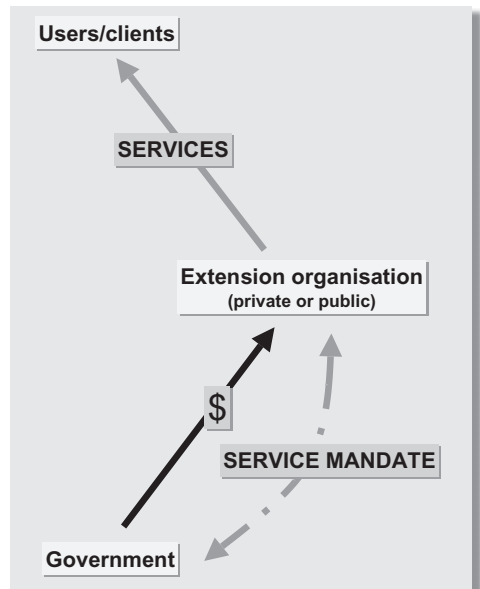 Users/clients
SERVICES
Extension organisation
(private or public)
$
SERVICE MANDATE
Government